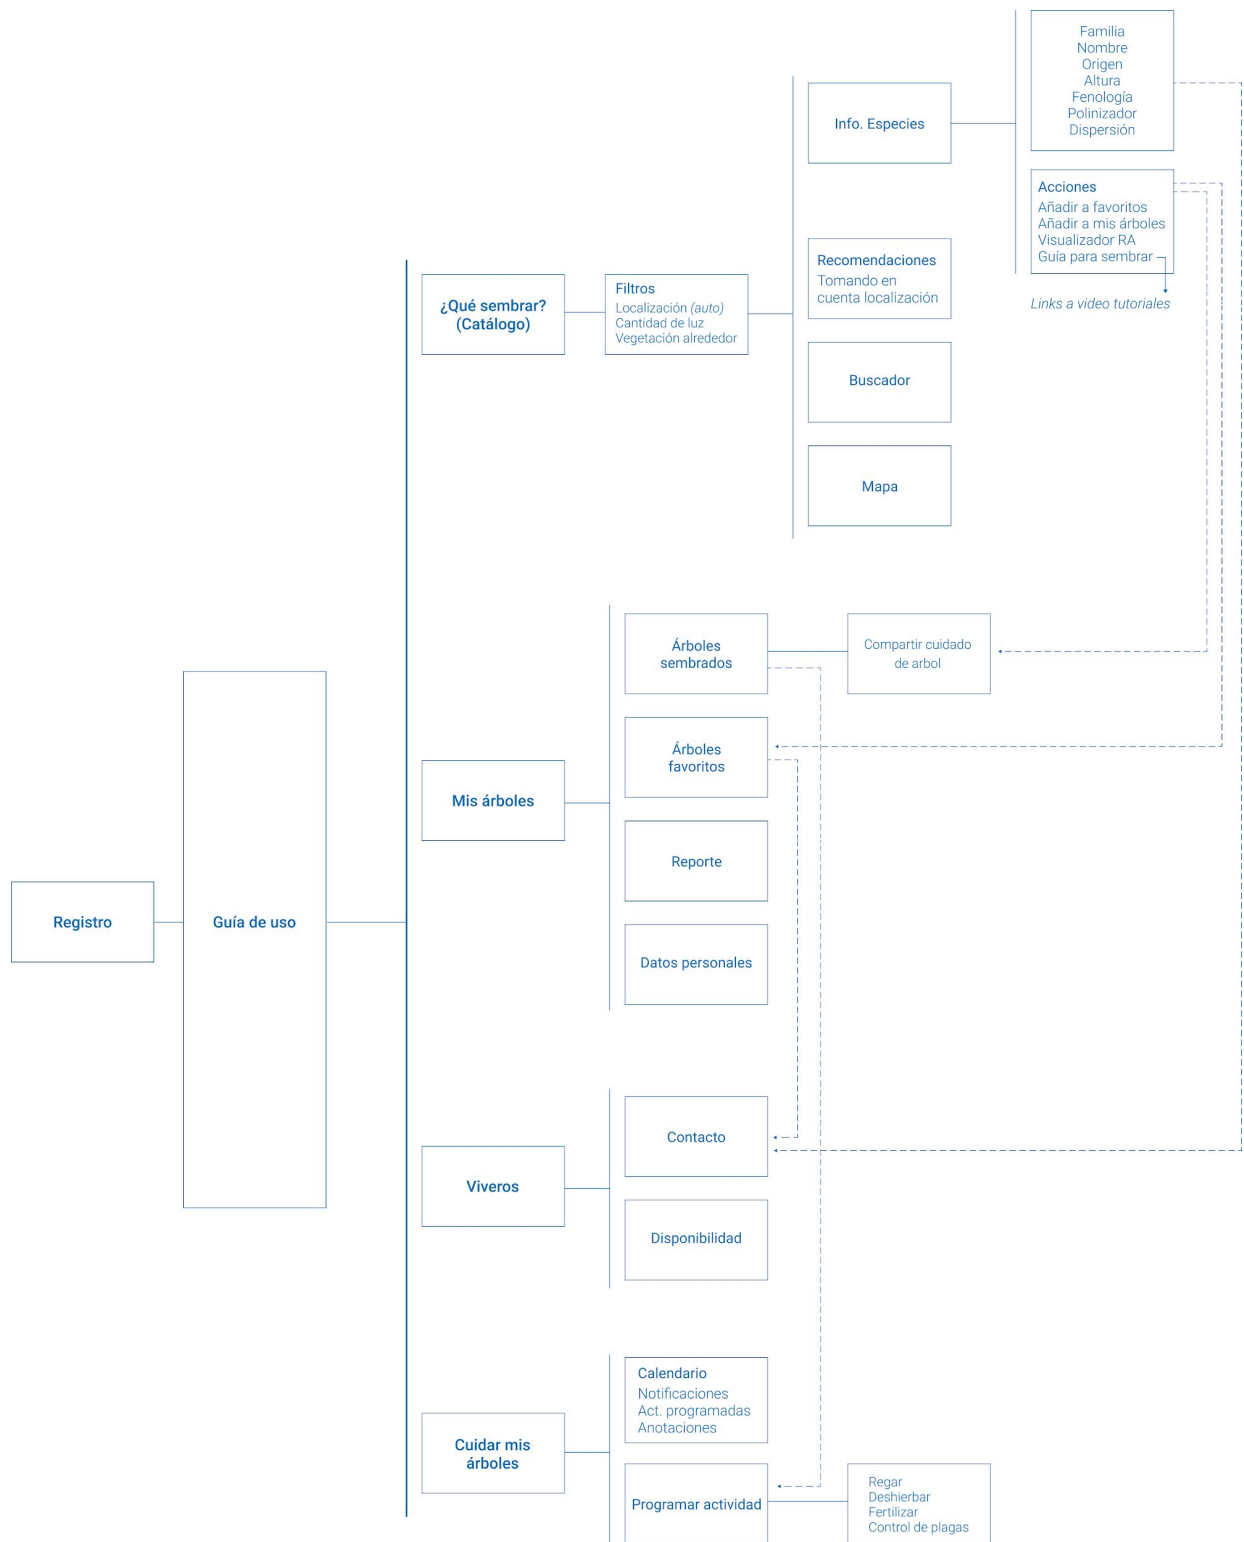 Registro
Guía de uso
¿Qué sembrar?
(Catálogo)
Filtros
Localización (auto)
Cantidad de luz
Vegetación alrededor
Info. Especies
Familia
Nombre
Origen
Altura
Fenología
Polinizador
Dispersión
Acciones
Añadir a favoritos
Añadir a mis árboles
Visualizador RA
Guía para sembrar
Links a video tutoriales
Recomendaciones
Tomando en
cuenta localización
Buscador
Mapa
Mis árboles
Árboles
sembrados
Compartir cuidado
de arbol
Árboles
favoritos
Reporte
Datos personales
Viveros
Contacto
Disponibilidad
Cuidar mis
árboles
Calendario
Notificaciones
Act. programadas
Anotaciones
Programar actividad
Regar
Deshierbar
Fertilizar
Control de plagas